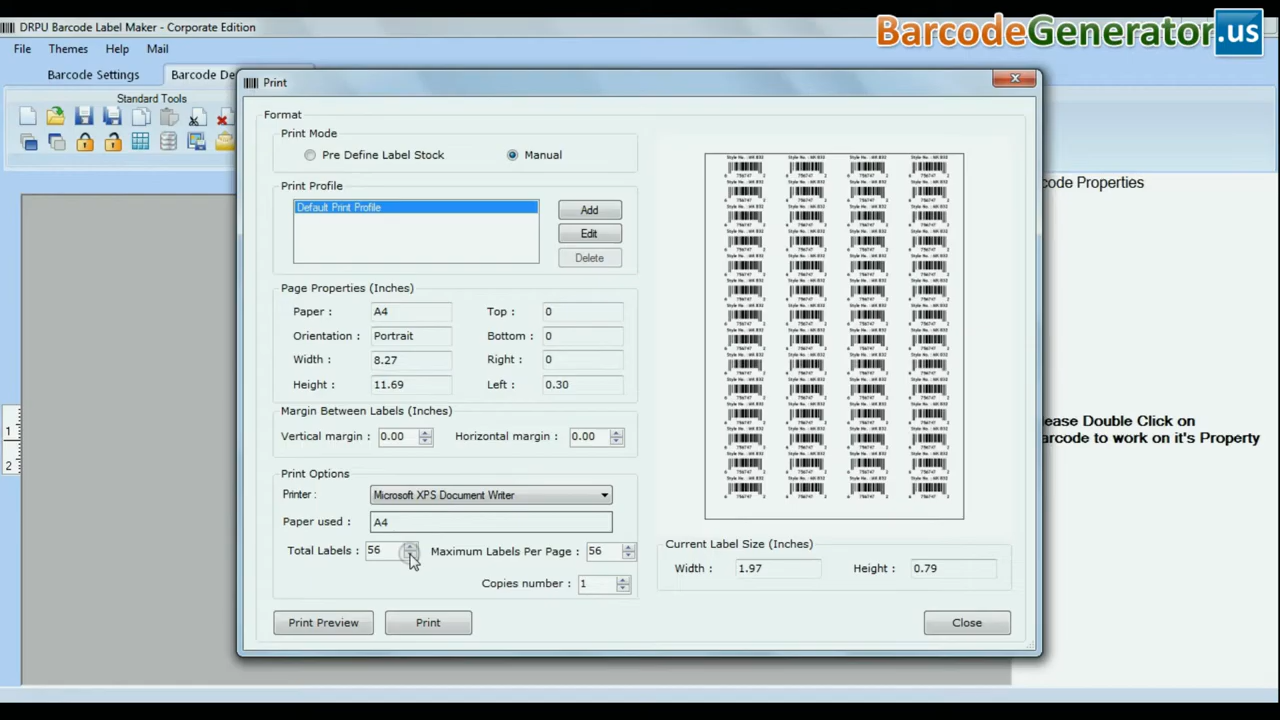 DRPU Barcode Label Maker - Corporate Edition
BarcodeGenerator.us
File Themes Help Mail
Barcode Settings Barcode De
Standard Tools
Print
Format
Print Mode
Pre Define Label Stock Manual
Print Profile
Default Print Profile
Add
Edit
Delete
Page Properties (Inches)
Paper : A4 Top : 0
Orientation : Portrait Bottom : 0
Width : 8.27 Right : 0
Height : 11.69 Left : 0.30
Margin Between Labels (Inches)
Vertical margin : 0.00 Horizontal margin : 0.00
Print Options
Printer : Microsoft XPS Document Writer
Paper used : A4
Total Labels : 56 Maximum Labels Per Page : 56
Copies number : 1
Print Preview Print
Current Label Size (Inches)
Width : 1.97 Height : 0.79
Close
code Properties
ease Double Click on
arcode to work on it's Property
1
2